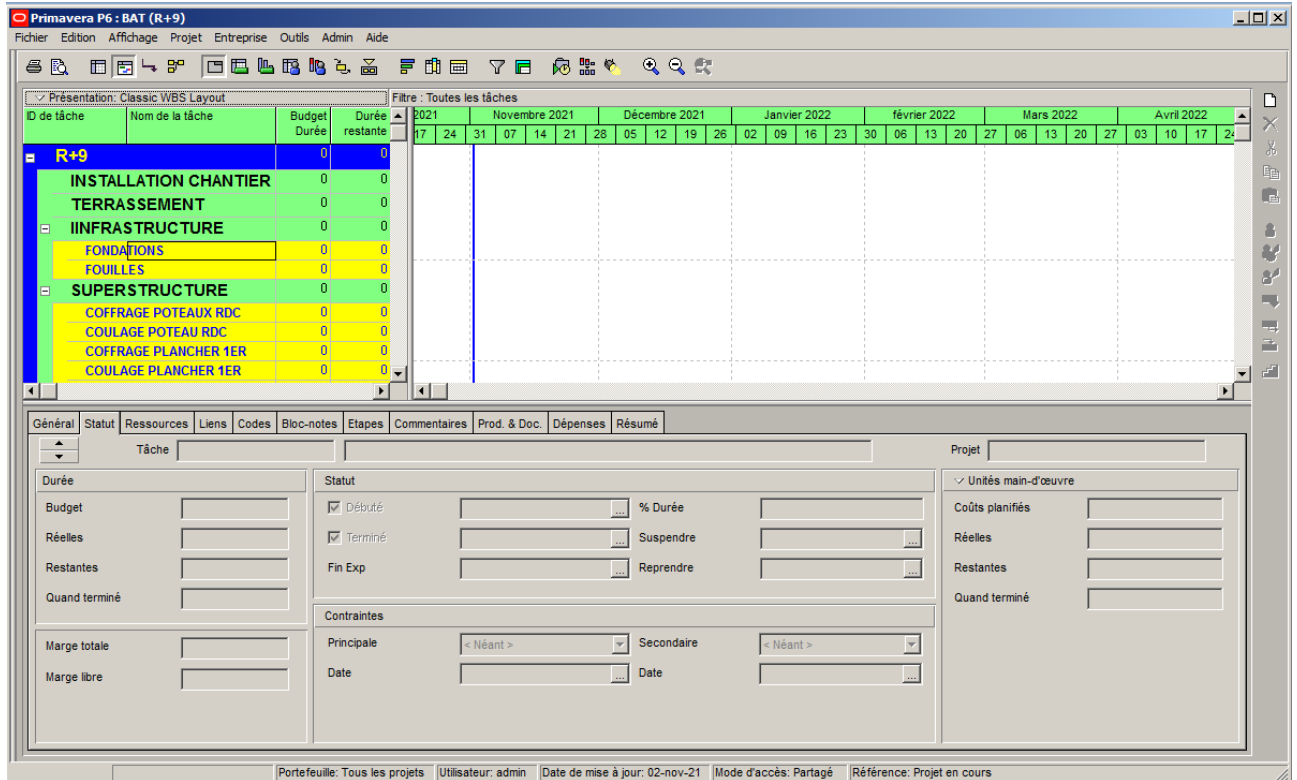 Primavera P6 : BAT (R+9)
Fichier Edition Affichage Projet Entreprise Outils Admin Aide
Présentation: Classic WBS Layout Filtre : Toutes les tâches
ID de tâche Nom de la tâche Budget Durée Durée restante
2021 Novembre 2021 Décembre 2021 Janvier 2022 février 2022 Mars 2022 Avril 2022
17 24 31 07 14 21 28 05 12 19 26 02 09 16 23 30 06 13 20 27 06 13 20 27 03 10 17 24
R+9 0 0
INSTALLATION CHANTIER 0 0
TERRASSEMENT 0 0
IINFRASTRUCTURE 0 0
FONDATIONS 0 0
FOUILLES 0 0
SUPERSTRUCTURE 0 0
COFFRAGE POTEAUX RDC 0 0
COULAGE POTEAU RDC 0 0
COFFRAGE PLANCHER 1ER 0 0
COULAGE PLANCHER 1ER 0 0
Général Statut Ressources Liens Codes Bloc-notes Etapes Commentaires Prod. & Doc. Dépenses Résumé
Tâche Projet
Durée Statut Unités main-d'œuvre
Budget Débuté ... % Durée Coûts planifiés
Réelles Terminé ... Suspendre ... Réelles
Restantes Fin Exp ... Reprendre ... Restantes
Quand terminé Quand terminé
Contraintes
Marge totale Principale < Néant > Secondaire < Néant >
Marge libre Date ... Date ...
Portefeuille: Tous les projets Utilisateur: admin Date de mise à jour: 02-nov-21 Mode d'accès: Partagé Référence: Projet en cours